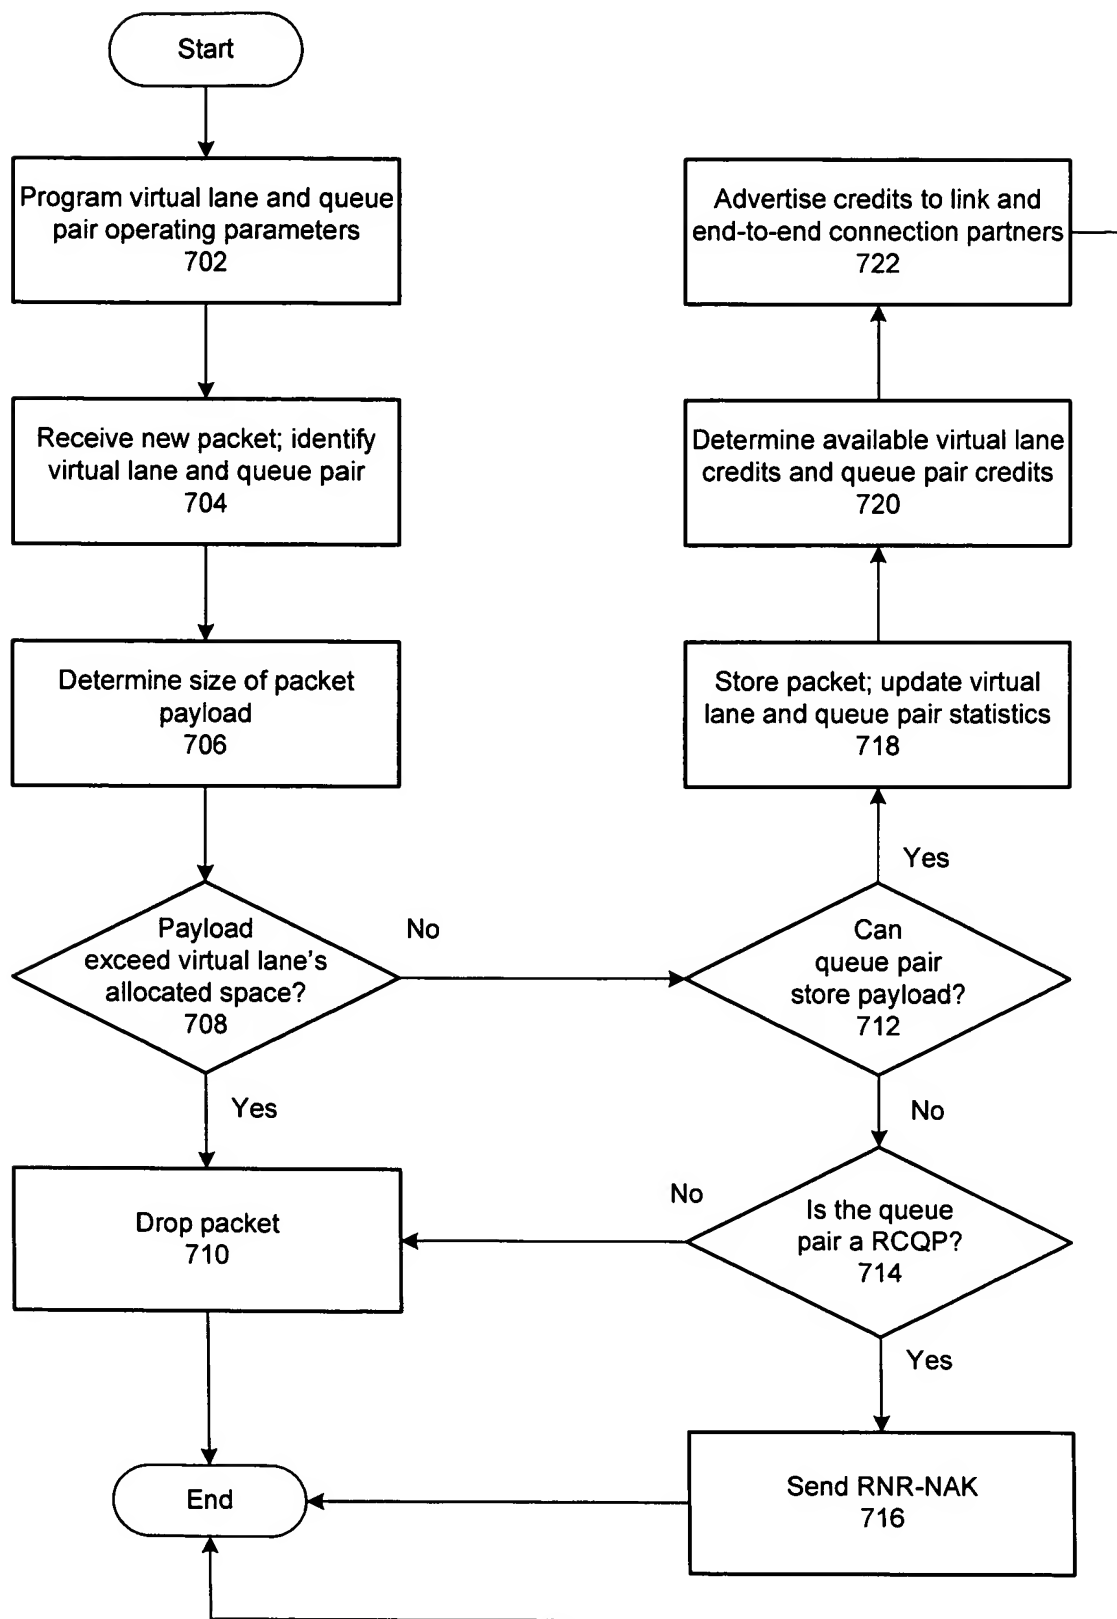 Start
Program virtual lane and queue
pair operating parameters
702
Receive new packet; identify
virtual lane and queue pair
704
Determine size of packet
payload
706
Payload
exceed virtual lane's
allocated space?
708
No
Yes
Drop packet
710
End
Advertise credits to link and
end-to-end connection partners
722
Determine available virtual lane
credits and queue pair credits
720
Store packet; update virtual
lane and queue pair statistics
718
Yes
Can
queue pair
store payload?
712
No
No
Is the queue
pair a RCQP?
714
Yes
Send RNR-NAK
716